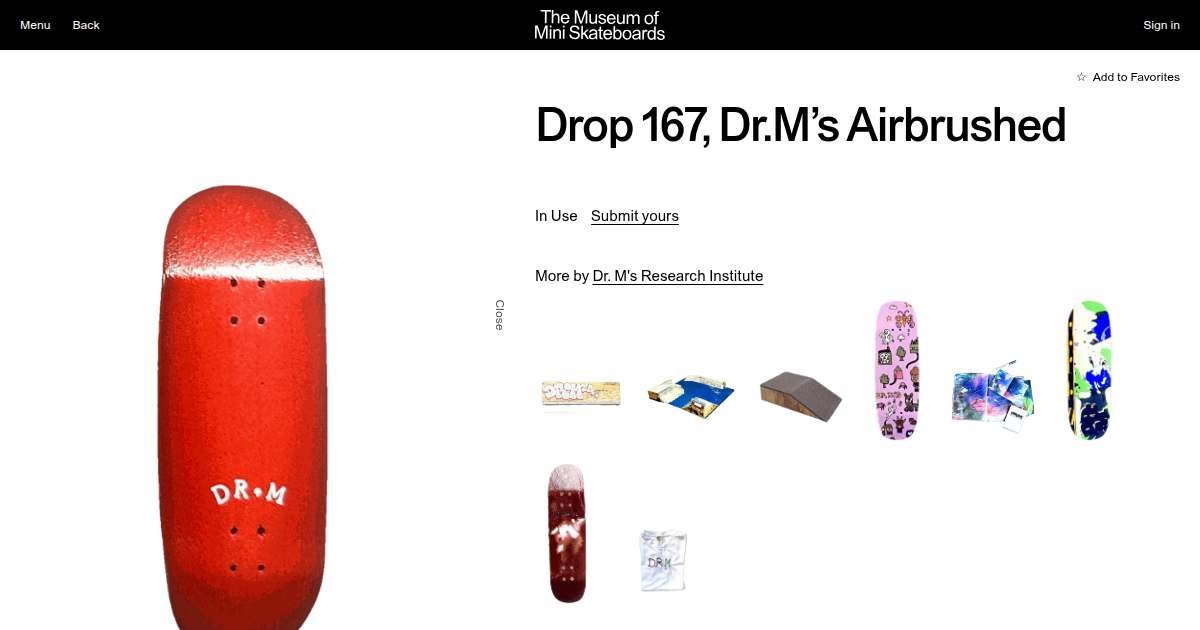 Menu
Back
The Museum of
Mini Skateboards
Sign in
☆ Add to Favorites
Drop 167, Dr.M’s Airbrushed
In Use Submit yours
More by Dr. M's Research Institute
Close
DR•M
DRM